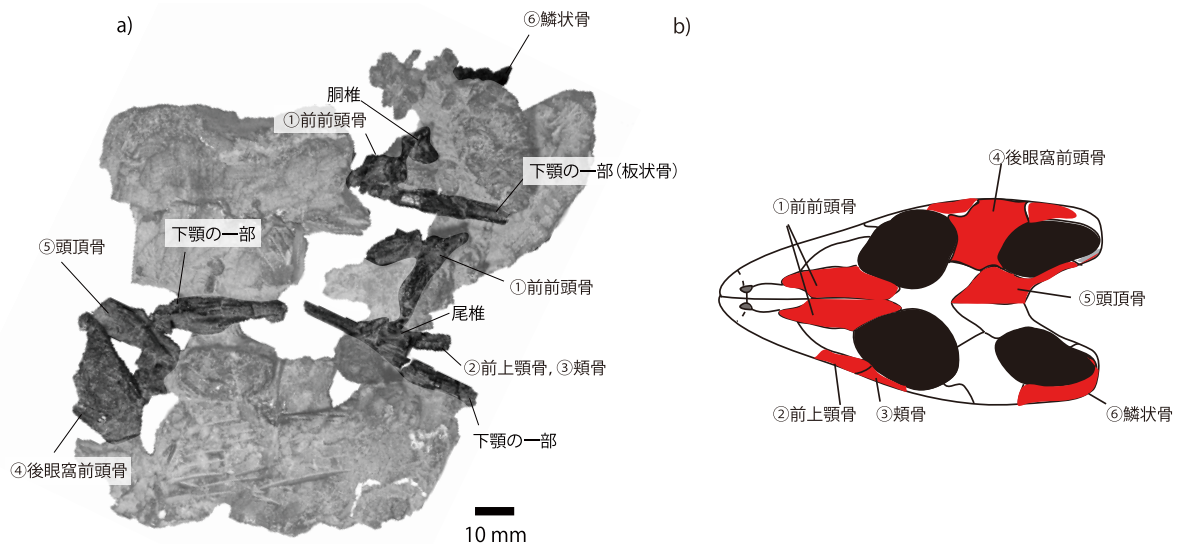 a)
⑥鱗状骨
胴椎
①前前頭骨
下顎の一部（板状骨）
下顎の一部
⑤頭頂骨
①前前頭骨
尾椎
②前上顎骨, ③頬骨
下顎の一部
④後眼窩前頭骨
10 mm
b)
④後眼窩前頭骨
①前前頭骨
⑤頭頂骨
②前上顎骨
③頬骨
⑥鱗状骨